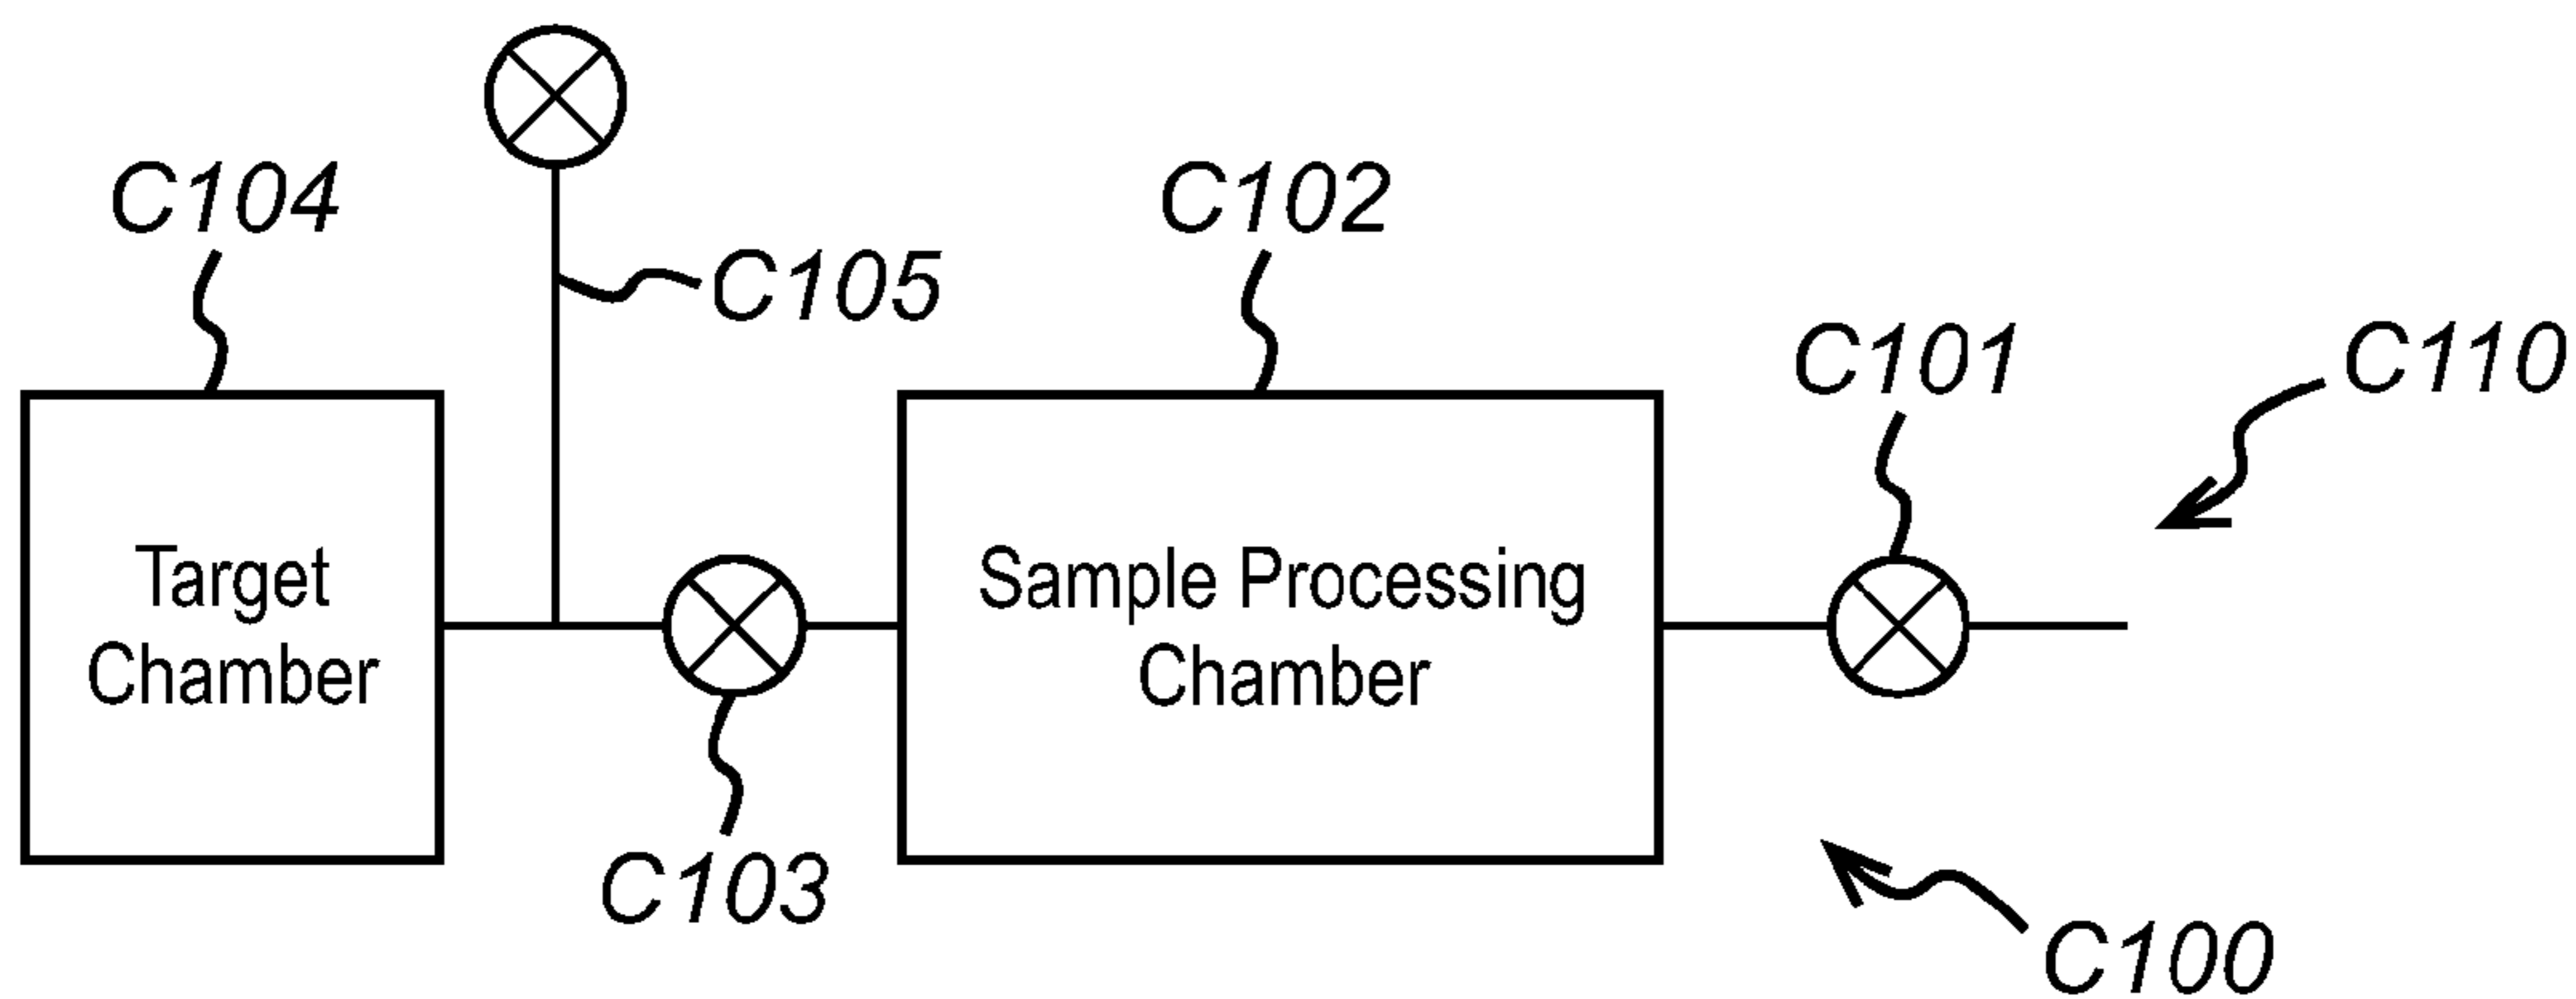 C104
C102
C105
C101
C110
Target
Chamber
Sample Processing
Chamber
C103
C100